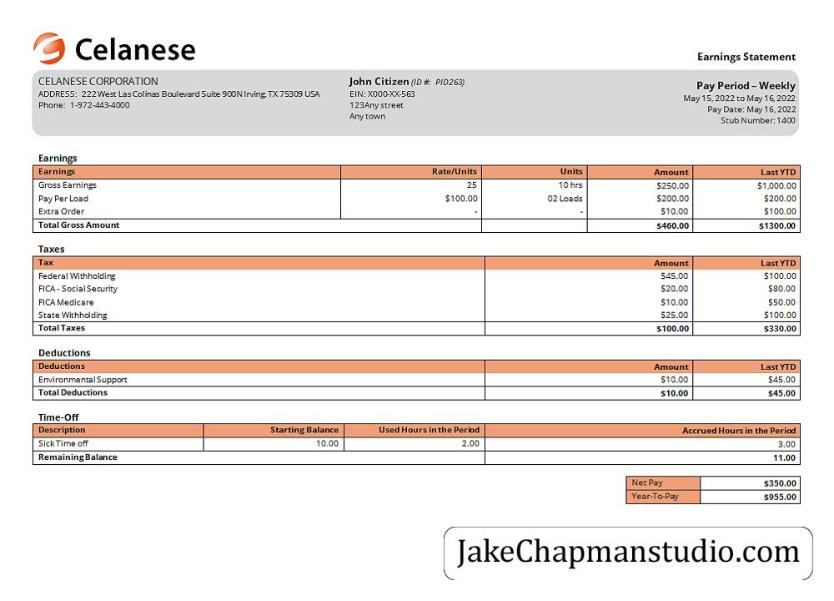 Celanese
Earnings Statement
CELANESE CORPORATION
ADDRESS: 222 West Las Colinas Boulevard Suite 900N Irving, TX 75309 USA
Phone: 1-972-443-4000
John Citizen (ID #: PID263)
EIN: X000-XX-563
123Any street
Any town
Pay Period – Weekly
May 15, 2022 to May 16, 2022
Pay Date: May 16, 2022
Stub Number: 1400
Earnings
Earnings Rate/Units Units Amount Last YTD
Gross Earnings 25 10 hrs $250.00 $1,000.00
Pay Per Load $100.00 02 Loads $200.00 $200.00
Extra Order - - $10.00 $100.00
Total Gross Amount $460.00 $1300.00
Taxes
Tax Amount Last YTD
Federal Withholding $45.00 $100.00
FICA - Social Security $20.00 $80.00
FICA Medicare $10.00 $50.00
State Withholding $25.00 $100.00
Total Taxes $100.00 $330.00
Deductions
Deductions Amount Last YTD
Environmental Support $10.00 $45.00
Total Deductions $10.00 $45.00
Time-Off
Description Starting Balance Used Hours in the Period Accrued Hours in the Period
Sick Time off 10.00 2.00 3.00
Remaining Balance 11.00
Net Pay $350.00
Year-To-Pay $955.00
JakeChapmanstudio.com